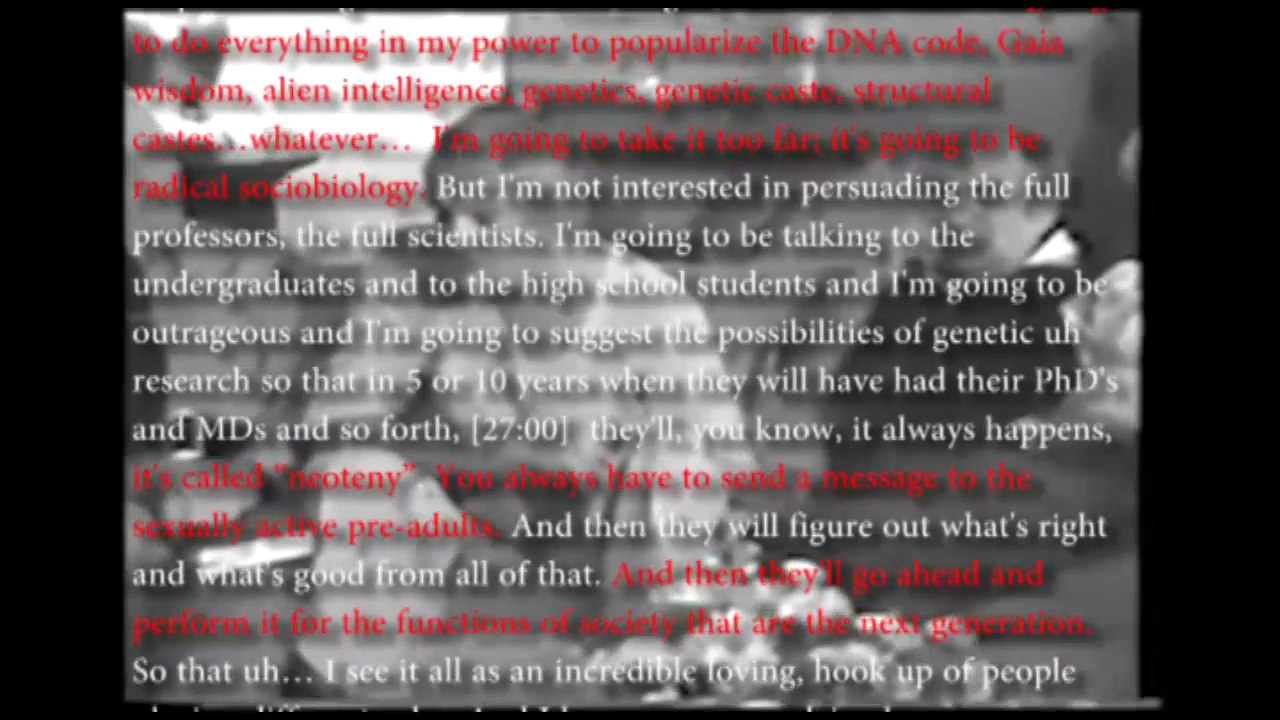 to do everything in my power to popularize the DNA code, Gaia
wisdom, alien intelligence, genetics, genetic caste, structural
castes…whatever… I'm going to take it too far; it's going to be
radical sociobiology. But I'm not interested in persuading the full
professors, the full scientists. I'm going to be talking to the
undergraduates and to the high school students and I'm going to be
outrageous and I'm going to suggest the possibilities of genetic uh
research so that in 5 or 10 years when they will have had their PhD's
and MDs and so forth, [27:00] they'll, you know, it always happens,
it's called "neoteny". You always have to send a message to the
sexually active pre-adults. And then they will figure out what's right
and what's good from all of that. And then they'll go ahead and
perform it for the functions of society that are the next generation.
So that uh… I see it all as an incredible loving, hook up of people